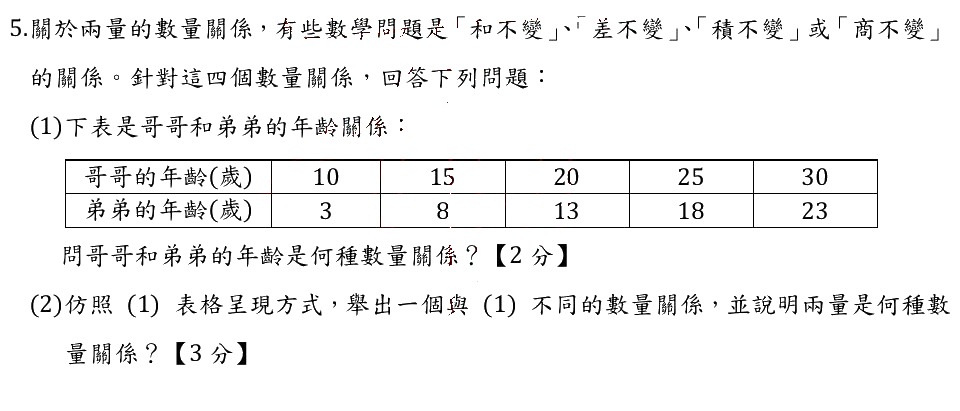 5.關於兩量的數量關係，有些數學問題是「和不變」、「差不變」、「積不變」或「商不變」
的關係。針對這四個數量關係，回答下列問題：
(1)下表是哥哥和弟弟的年齡關係：
哥哥的年齡(歲) 10 15 20 25 30
弟弟的年齡(歲) 3 8 13 18 23
問哥哥和弟弟的年齡是何種數量關係？【2 分】
(2)仿照 (1) 表格呈現方式，舉出一個與 (1) 不同的數量關係，並說明兩量是何種數
量關係？【3 分】